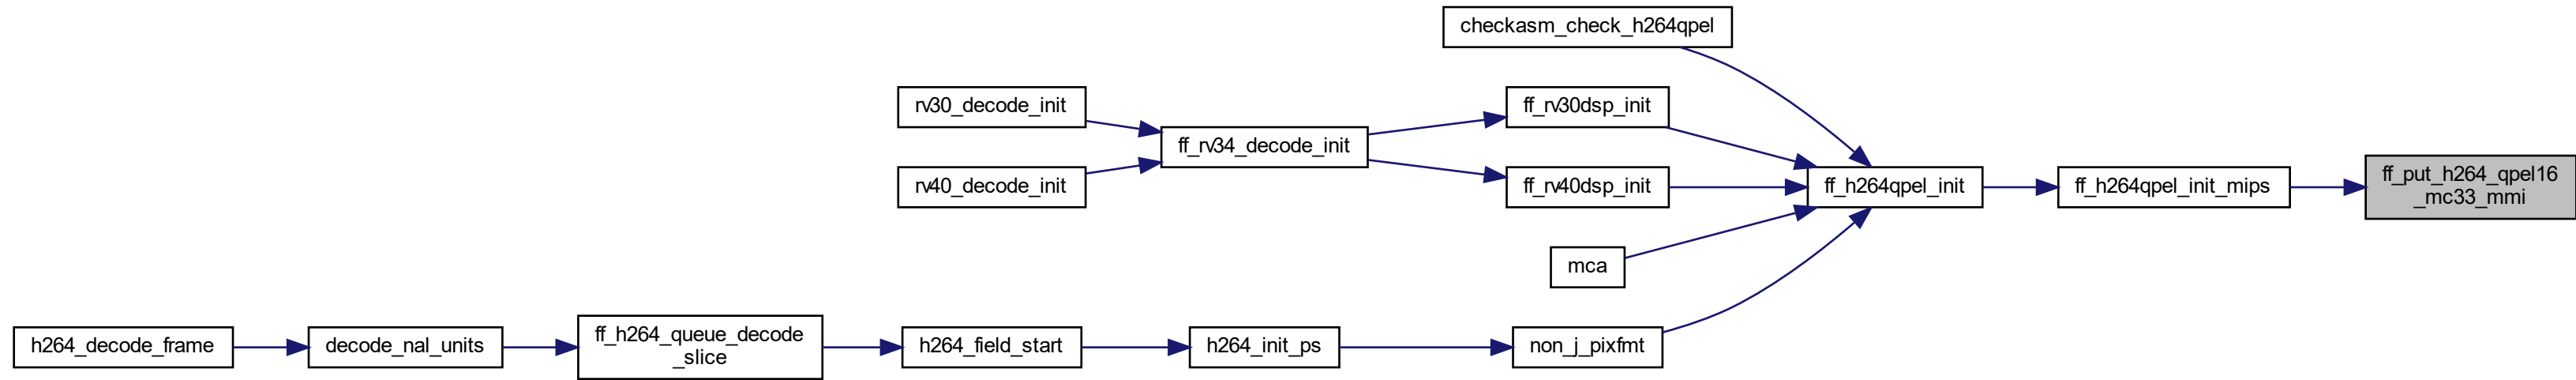 checkasm_check_h264qpel
rv30_decode_init
ff_rv30dsp_init
ff_rv34_decode_init
rv40_decode_init
ff_rv40dsp_init
ff_h264qpel_init
ff_h264qpel_init_mips
ff_put_h264_qpel16
_mc33_mmi
mca
h264_decode_frame
decode_nal_units
ff_h264_queue_decode
_slice
h264_field_start
h264_init_ps
non_j_pixfmt